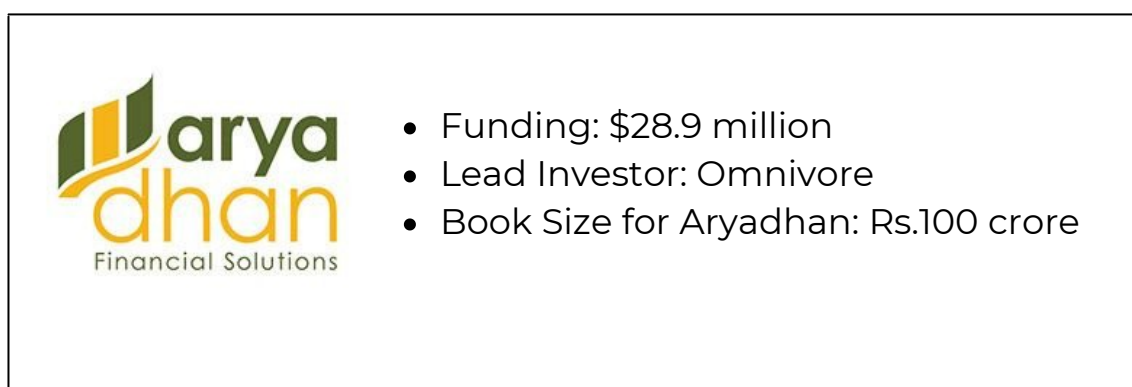 arya
dhan
Financial Solutions
• Funding: $28.9 million
• Lead Investor: Omnivore
• Book Size for Aryadhan: Rs.100 crore